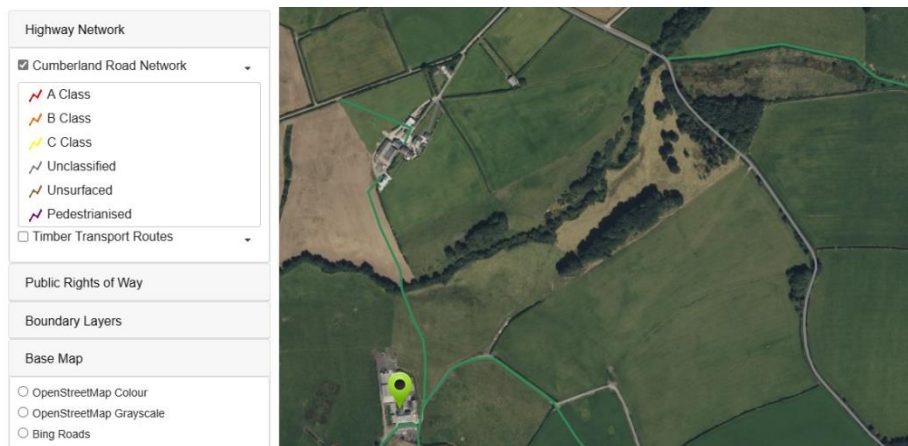 Highway Network
Cumberland Road Network
A Class
B Class
C Class
Unclassified
Unsurfaced
Pedestrianised
Timber Transport Routes
Public Rights of Way
Boundary Layers
Base Map
OpenStreetMap Colour
OpenStreetMap Grayscale
Bing Roads